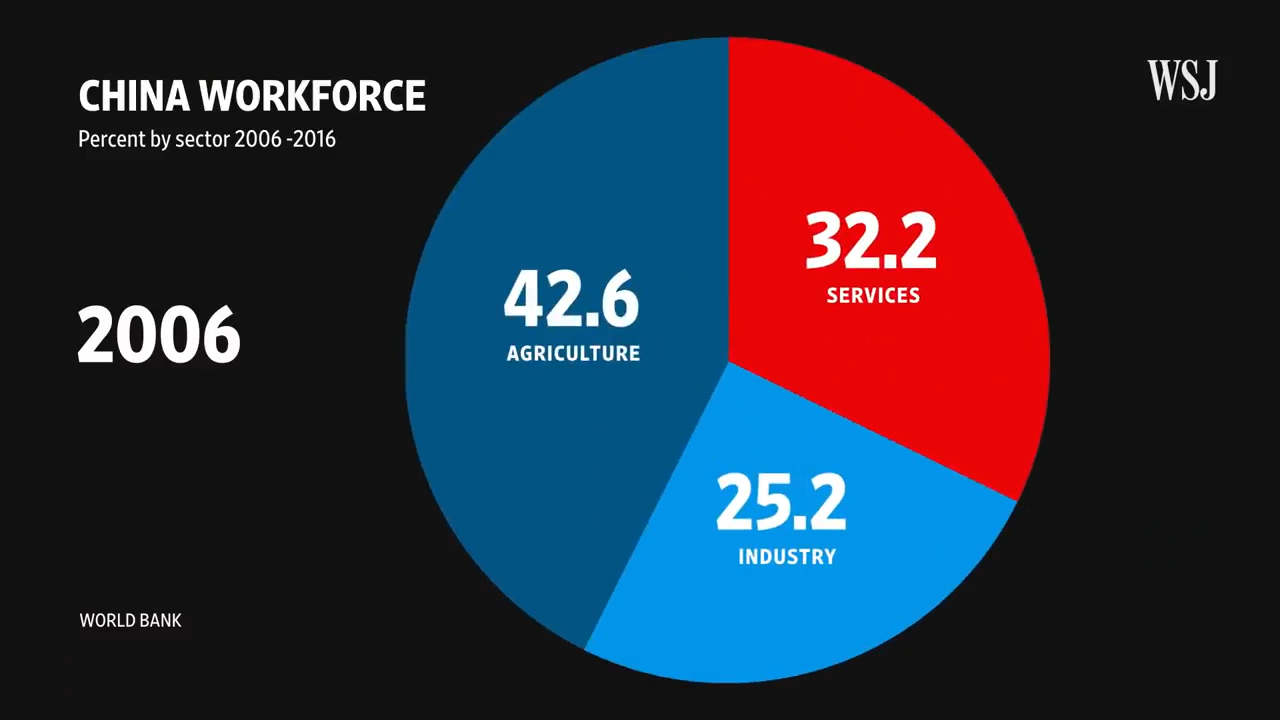 CHINA WORKFORCE
Percent by sector 2006 -2016
WSJ
32.2
SERVICES
42.6
AGRICULTURE
2006
25.2
INDUSTRY
WORLD BANK